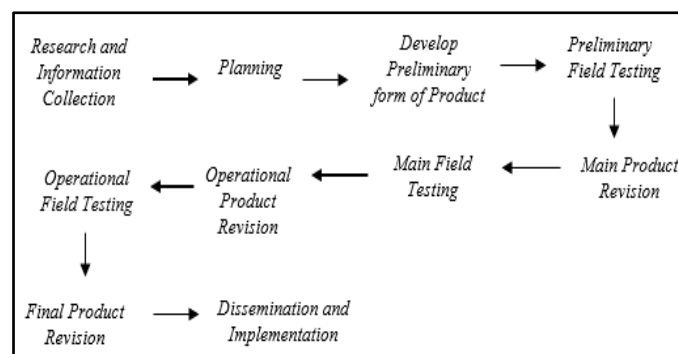 Research and
Information
Collection
Planning
Develop
Preliminary
form of Product
Preliminary
Field Testing
Main Product
Revision
Main Field
Testing
Operational
Product
Revision
Operational
Field Testing
Final Product
Revision
Dissemination and
Implementation